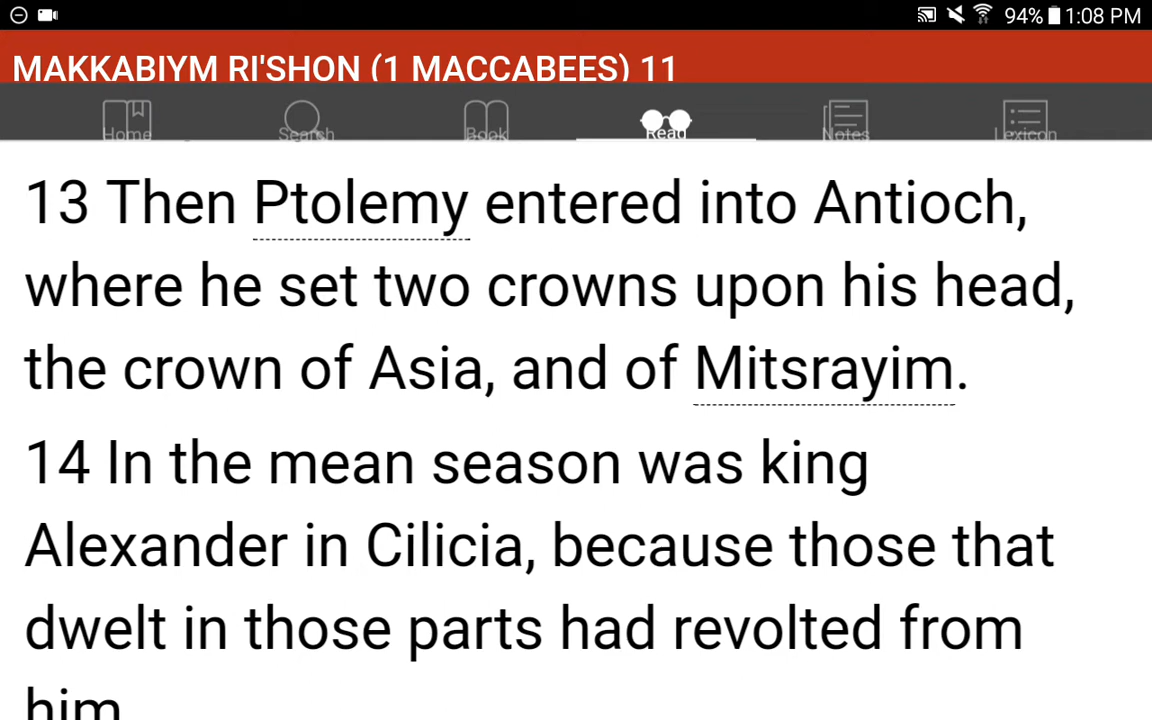 94% 1:08 PM
MAKKABIYM RI'SHON (1 MACCABEES) 11
Home Search Book Read Notes Lexicon
13 Then Ptolemy entered into Antioch,
where he set two crowns upon his head,
the crown of Asia, and of Mitsrayim.
14 In the mean season was king
Alexander in Cilicia, because those that
dwelt in those parts had revolted from
him.